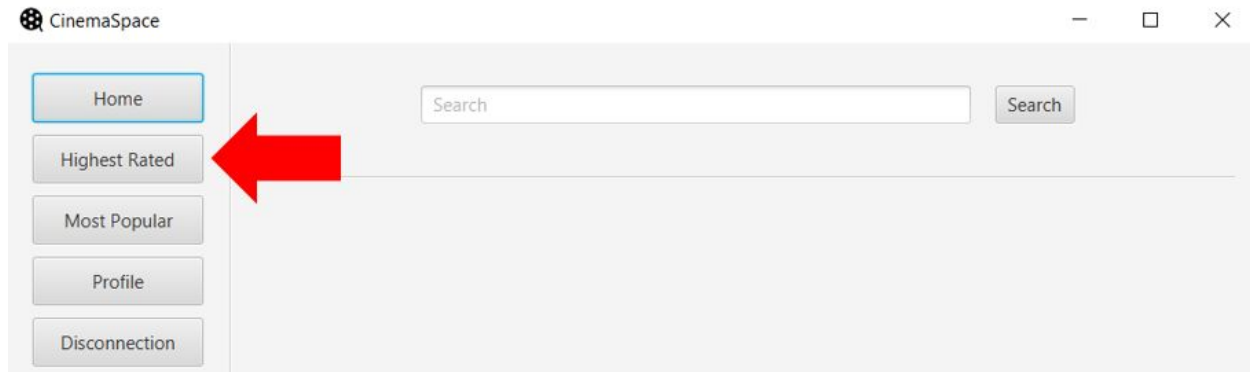 CinemaSpace
Home
Search
Search
Highest Rated
Most Popular
Profile
Disconnection